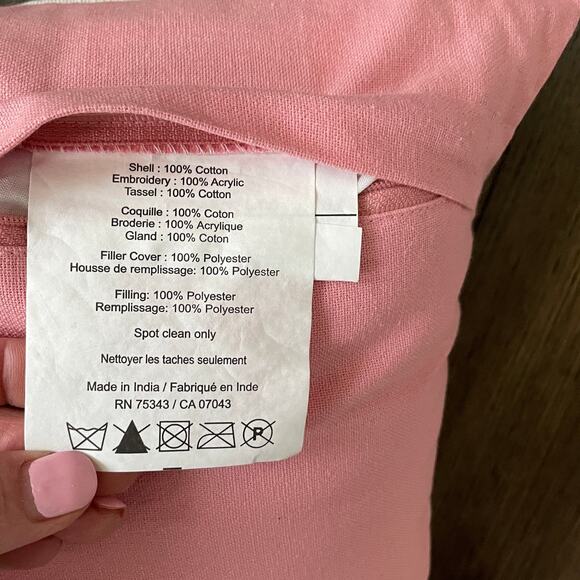 Shell : 100% Cotton
Embroidery : 100% Acrylic
Tassel : 100% Cotton
Coquille : 100% Coton
Broderie : 100% Acrylique
Gland : 100% Coton
Filler Cover : 100% Polyester
Housse de remplissage: 100% Polyester
Filling: 100% Polyester
Remplissage: 100% Polyester
Spot clean only
Nettoyer les taches seulement
Made in India / Fabriqué en Inde
RN 75343 / CA 07043
P